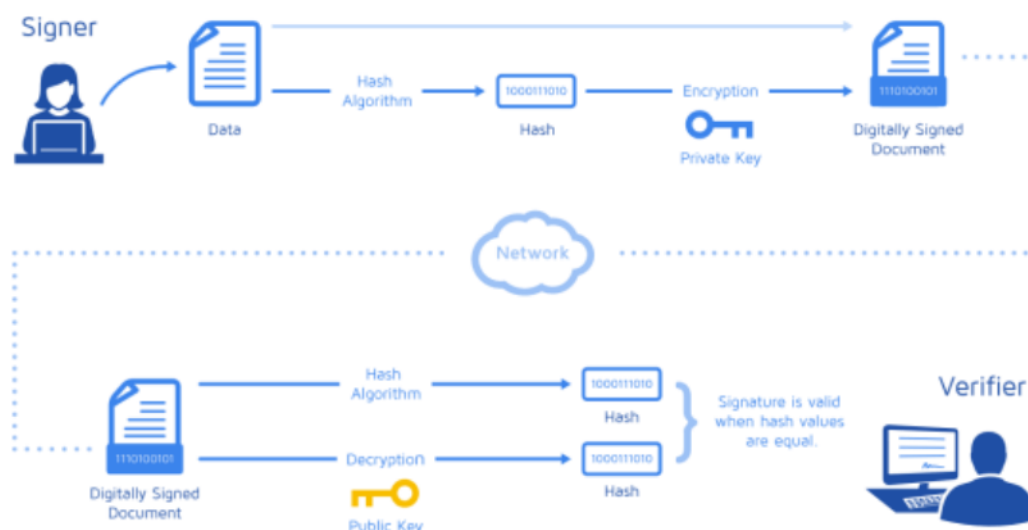 Signer
Data
Hash
Algorithm
1000111010
Hash
Encryption
Private Key
1110100101
Digitally Signed
Document
Network
1110100101
Digitally Signed
Document
Hash
Algorithm
1000111010
Hash
Decryption
Public Key
1000111010
Hash
Signature is valid
when hash values
are equal.
Verifier